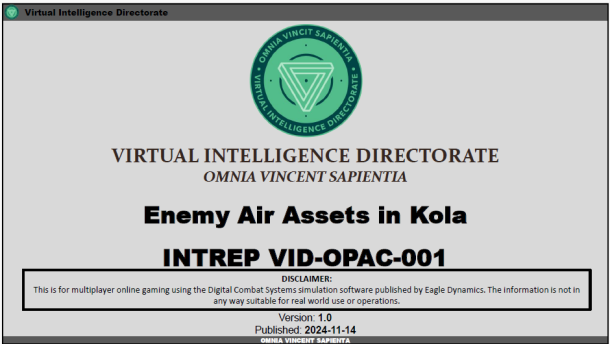 Virtual Intelligence Directorate
OMNIA VINCIT SAPIENTIA
VIRTUAL INTELLIGENCE DIRECTORATE
VIRTUAL INTELLIGENCE DIRECTORATE
OMNIA VINCENT SAPIENTIA
Enemy Air Assets in Kola
INTREP VID-OPAC-001
DISCLAIMER:
This is for multiplayer online gaming using the Digital Combat Systems simulation software published by Eagle Dynamics. The information is not in
any way suitable for real world use or operations.
Version: 1.0
Published: 2024-11-14
OMNIA VINCENT SAPIENTA